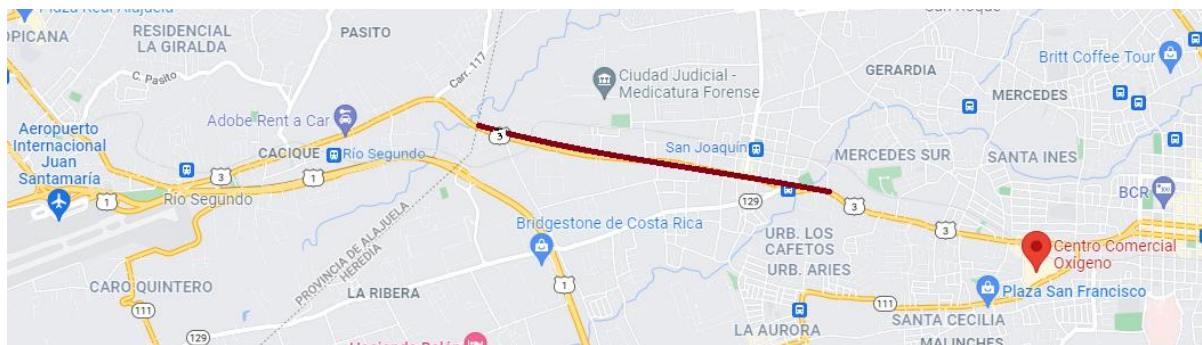 Plaza Real Alajuela
OPICANA
RESIDENCIAL
LA GIRALDA
PASITO
C. Pasito
Carr. 117
San Roque
Britt Coffee Tour
GERARDIA
MERCEDES
Ciudad Judicial -
Medicatura Forense
Adobe Rent a Car
3
Aeropuerto
Internacional
Juan
Santamaría
CACIQUE
Río Segundo
San Joaquín
MERCEDES SUR
SANTA INES
3
1
1
Río Segundo
129
3
BCR
Bridgestone de Costa Rica
URB. LOS
CAFETOS
URB. ARIES
3
Centro Comercial
Oxígeno
PROVINCIA DE ALAJUELA
HEREDIA
CARO QUINTERO
LA RIBERA
1
111
Plaza San Francisco
111
129
Hacienda Belén
LA AURORA
SANTA CECILIA
MALINCHES